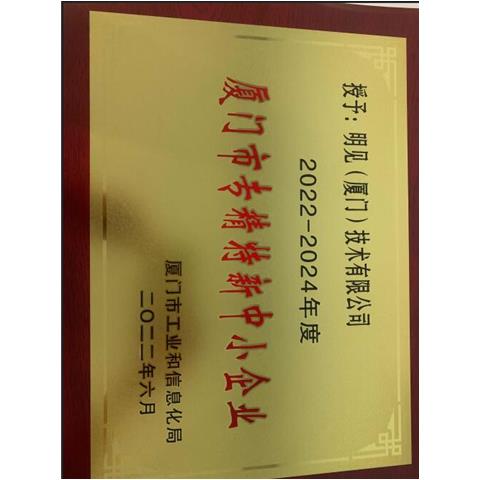 授予：明见（厦门）技术有限公司
2022-2024年度
厦门市专精特新中小企业
厦门市工业和信息化局
二〇二二年六月